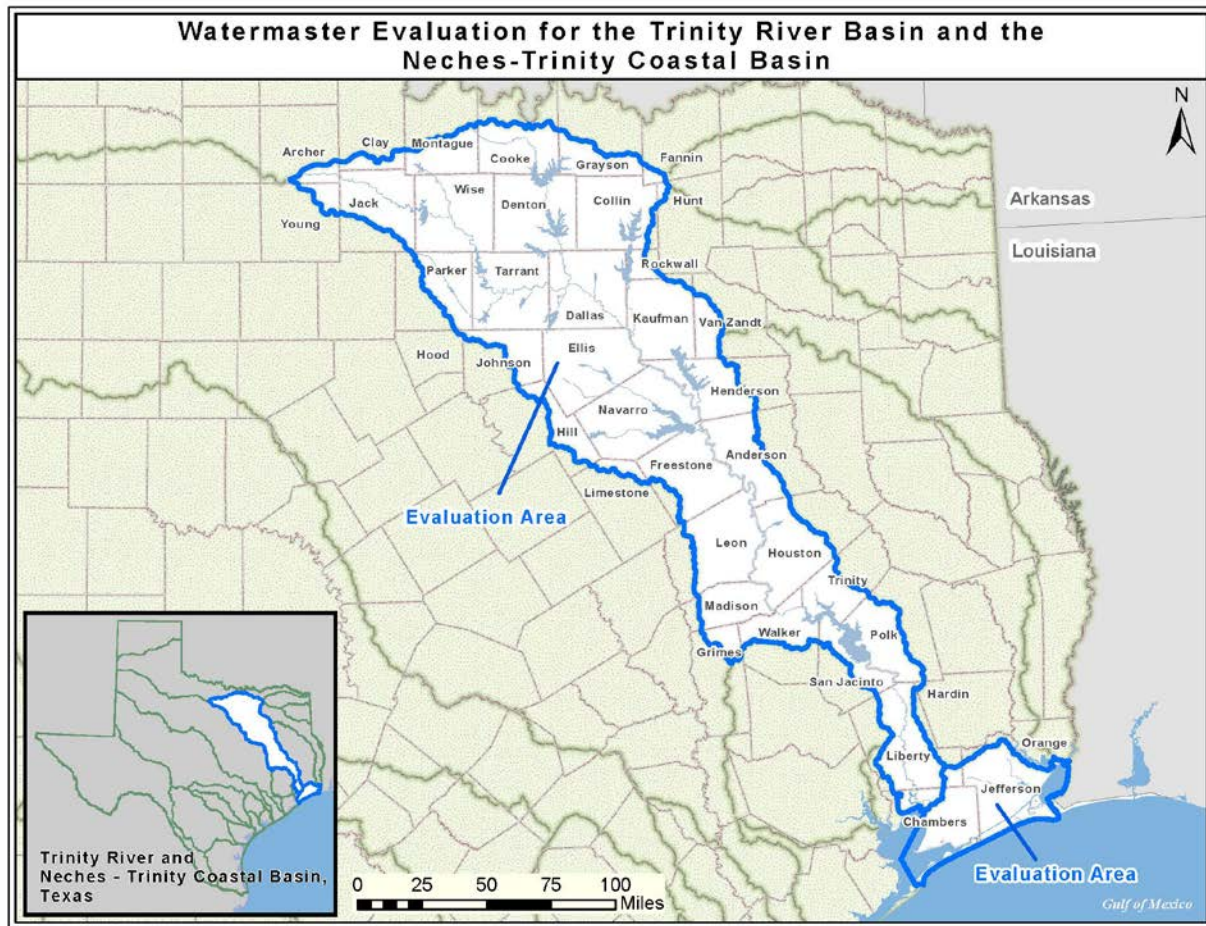 Watermaster Evaluation for the Trinity River Basin and the
Neches-Trinity Coastal Basin
N
Archer
Clay
Montague
Cooke
Grayson
Fannin
Jack
Wise
Denton
Collin
Hunt
Young
Arkansas
Louisiana
Parker
Tarrant
Rockwall
Dallas
Kaufman
Van Zandt
Hood
Johnson
Ellis
Henderson
Navarro
Hill
Anderson
Freestone
Limestone
Evaluation Area
Leon
Houston
Trinity
Madison
Walker
Polk
Grimes
San Jacinto
Hardin
Orange
Liberty
Jefferson
Chambers
Evaluation Area
Trinity River and
Neches - Trinity Coastal Basin,
Texas
0 25 50 75 100
Miles
Gulf of Mexico